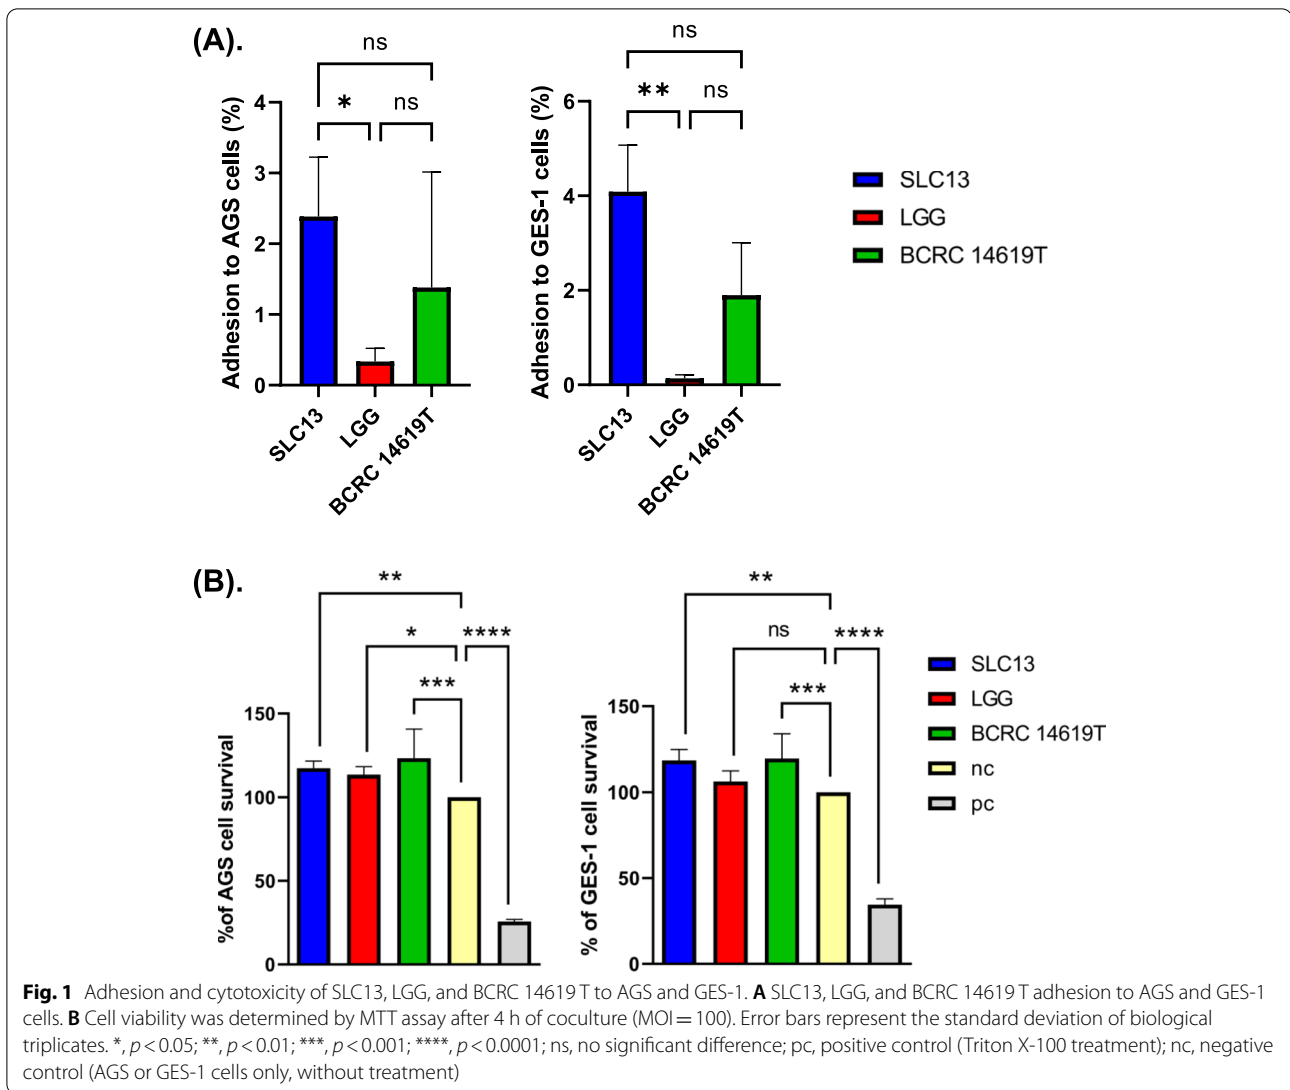 (A).
ns
* ns
Adhesion to AGS cells (%)
4
3
2
1
0
SLC13
LGG
BCRC 14619T
ns
** ns
Adhesion to GES-1 cells (%)
6
4
2
0
SLC13
LGG
BCRC 14619T
SLC13
LGG
BCRC 14619T
(B).
**
* ****
***
%of AGS cell survival
150
100
50
0
**
ns ****
***
% of GES-1 cell survival
150
100
50
0
SLC13
LGG
BCRC 14619T
nc
pc
Fig. 1 Adhesion and cytotoxicity of SLC13, LGG, and BCRC 14619 T to AGS and GES-1. A SLC13, LGG, and BCRC 14619 T adhesion to AGS and GES-1
cells. B Cell viability was determined by MTT assay after 4 h of coculture (MOI = 100). Error bars represent the standard deviation of biological
triplicates. *, p < 0.05; **, p < 0.01; ***, p < 0.001; ****, p < 0.0001; ns, no significant difference; pc, positive control (Triton X-100 treatment); nc, negative
control (AGS or GES-1 cells only, without treatment)